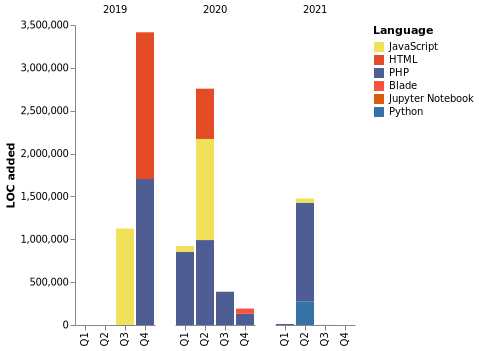 2019 2020 2021
Language
JavaScript
HTML
PHP
Blade
Jupyter Notebook
Python
LOC added
3,500,000
3,000,000
2,500,000
2,000,000
1,500,000
1,000,000
500,000
0
Q1 Q2 Q3 Q4 Q1 Q2 Q3 Q4 Q1 Q2 Q3 Q4